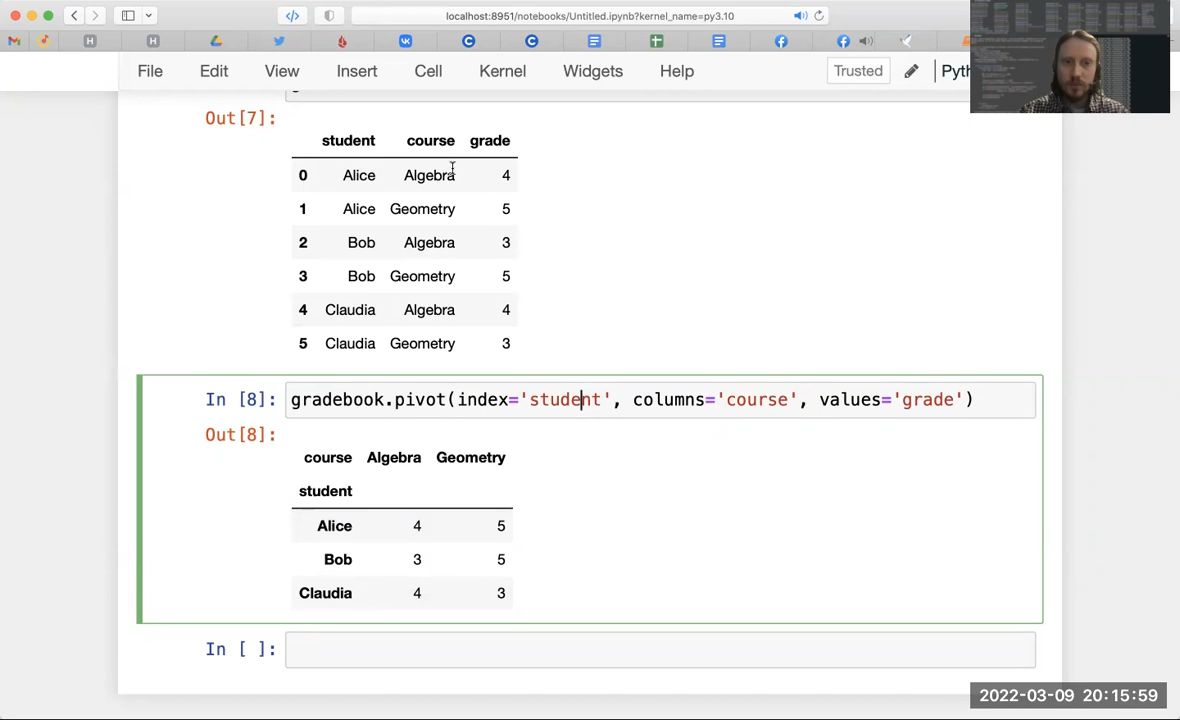 localhost:8951/notebooks/Untitled.ipynb?kernel_name=py3.10
File Edit View Insert Cell Kernel Widgets Help Trusted Pyth
Out[7]:
student course grade
0 Alice Algebra 4
1 Alice Geometry 5
2 Bob Algebra 3
3 Bob Geometry 5
4 Claudia Algebra 4
5 Claudia Geometry 3
In [8]: gradebook.pivot(index='student', columns='course', values='grade')
Out[8]:
course Algebra Geometry
student
Alice 4 5
Bob 3 5
Claudia 4 3
In [ ]:
2022-03-09 20:15:59